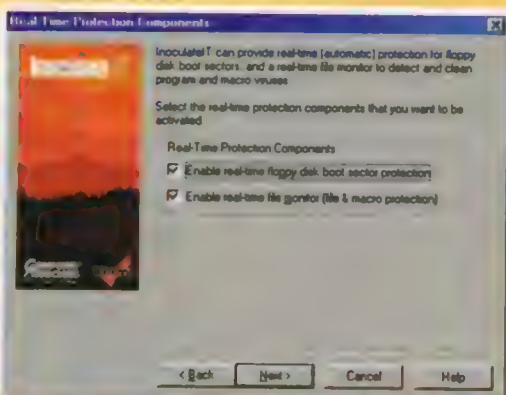 Real-Time Protection Components
InoculateIT can provide real-time (automatic) protection for floppy
disk boot sectors, and a real-time file monitor to detect and clean
program and macro viruses.
Select the real-time protection components that you want to be
activated.
Real-Time Protection Components
Enable real-time floppy disk boot sector protection
Enable real-time file monitor (file & macro protection)
< Back
Next >
Cancel
Help